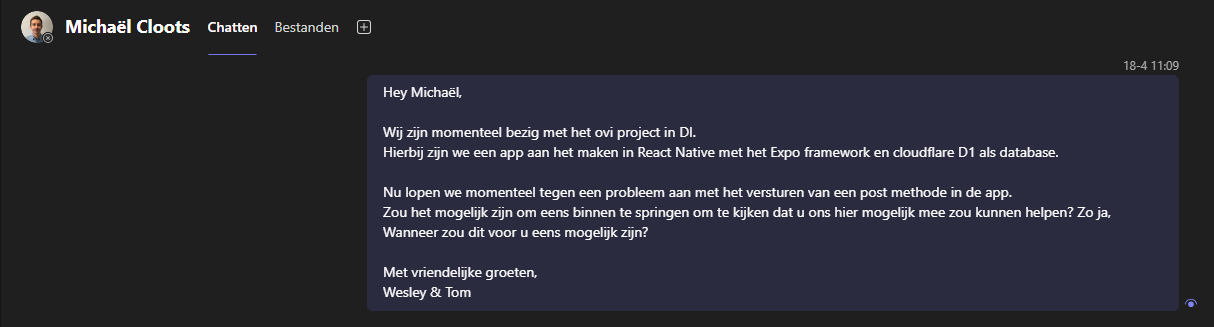 Michaël Cloots Chatten Bestanden
18-4 11:09
Hey Michaël,
Wij zijn momenteel bezig met het ovi project in DI.
Hierbij zijn we een app aan het maken in React Native met het Expo framework en cloudflare D1 als database.
Nu lopen we momenteel tegen een probleem aan met het versturen van een post methode in de app.
Zou het mogelijk zijn om eens binnen te springen om te kijken dat u ons hier mogelijk mee zou kunnen helpen? Zo ja,
Wanneer zou dit voor u eens mogelijk zijn?
Met vriendelijke groeten,
Wesley & Tom